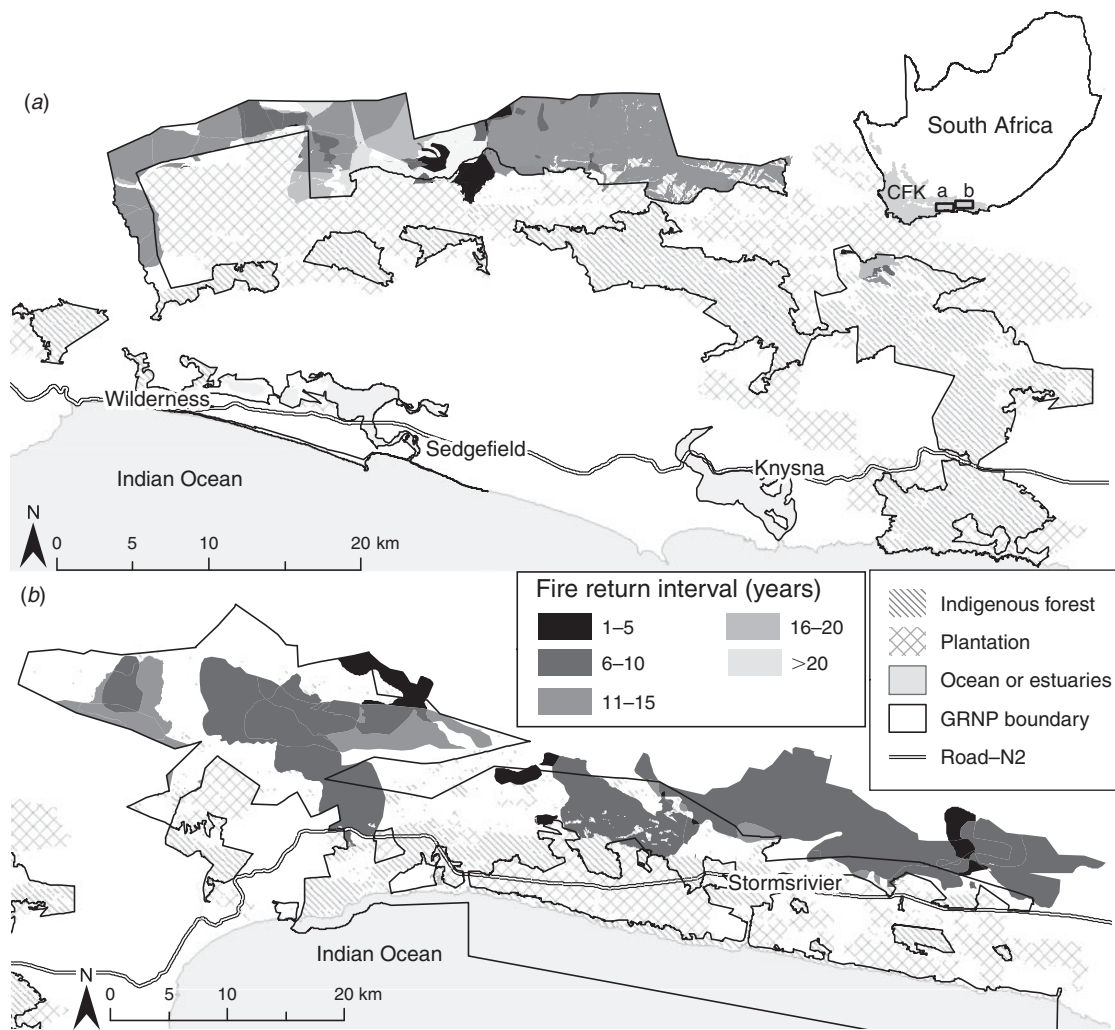 (a)
South Africa
CFK
a
b
Wilderness
Sedgefield
Knysna
Indian Ocean
N
0 5 10 20 km
(b)
Fire return interval (years)
1–5
6–10
11–15
16–20
>20
Indigenous forest
Plantation
Ocean or estuaries
GRNP boundary
Road–N2
Stormsrivier
Indian Ocean
N
0 5 10 20 km